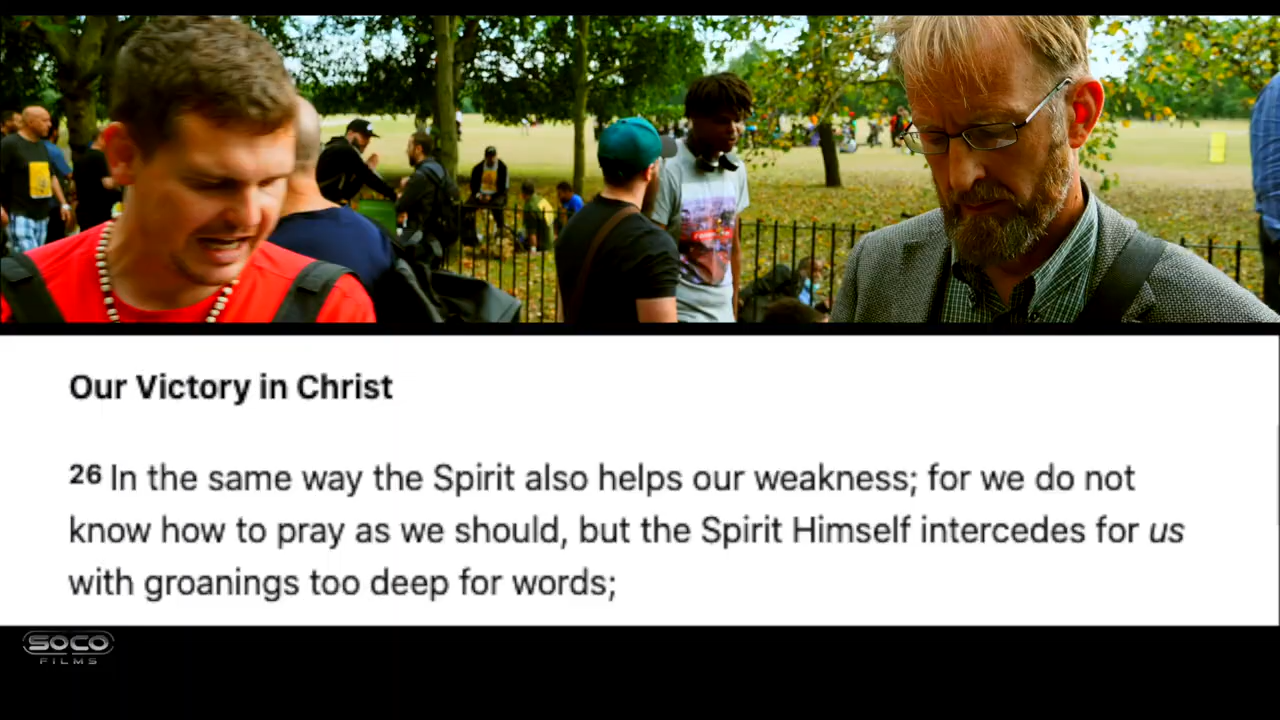 Our Victory in Christ
26 In the same way the Spirit also helps our weakness; for we do not
know how to pray as we should, but the Spirit Himself intercedes for us
with groanings too deep for words;
SOCO
FILMS